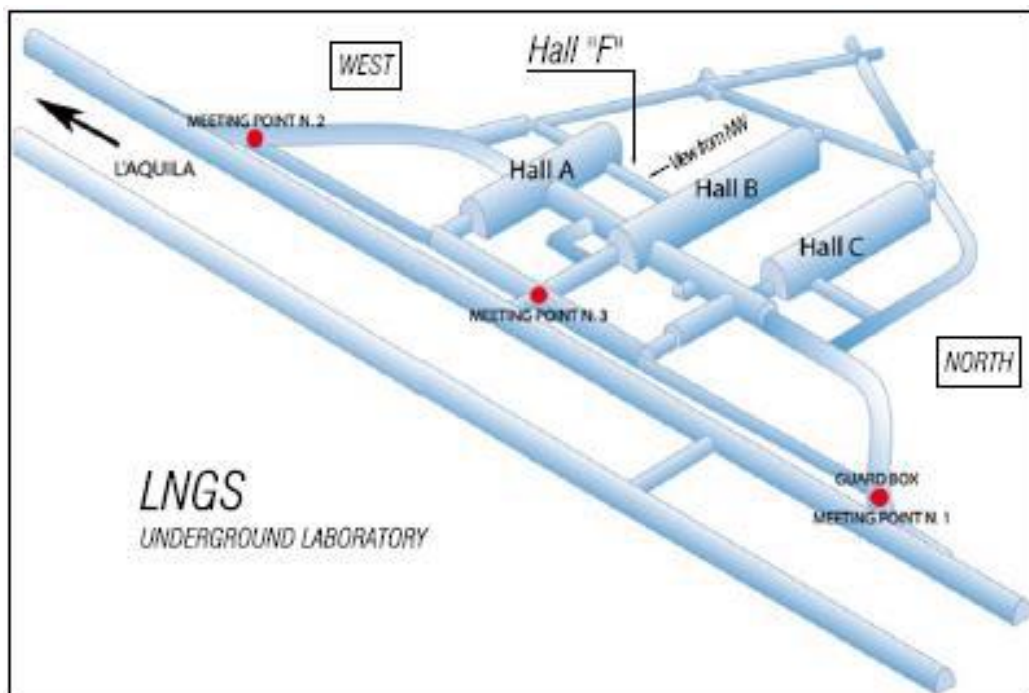 WEST
Hall "F"
MEETING POINT N. 2
L'AQUILA
View from NW
Hall A
Hall B
Hall C
MEETING POINT N. 3
NORTH
LNGS
UNDERGROUND LABORATORY
GUARD BOX
MEETING POINT N. 1